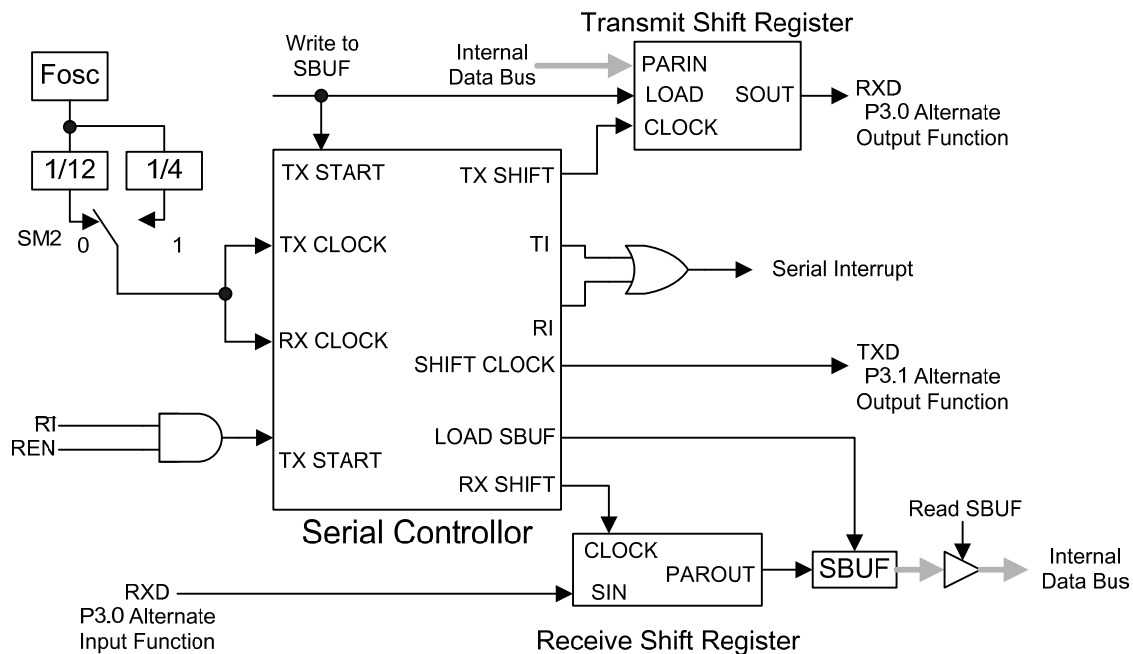 Transmit Shift Register
Write to
SBUF
Internal
Data Bus
Fosc
PARIN
LOAD
SOUT
CLOCK
RXD
P3.0 Alternate
Output Function
1/12
1/4
SM2
0
1
TX START
TX SHIFT
TX CLOCK
TI
Serial Interrupt
RI
RX CLOCK
SHIFT CLOCK
TXD
P3.1 Alternate
Output Function
RI
REN
TX START
LOAD SBUF
RX SHIFT
Serial Controllor
Read SBUF
CLOCK
PAROUT
SIN
SBUF
Internal
Data Bus
RXD
P3.0 Alternate
Input Function
Receive Shift Register